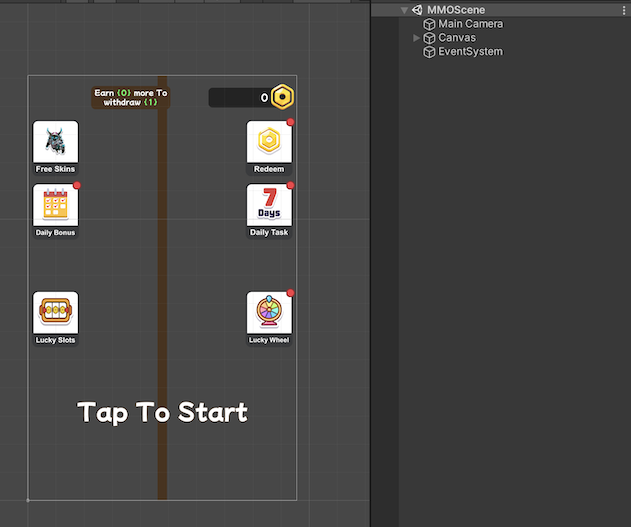 MMOScene
Main Camera
Canvas
EventSystem
Earn {0} more To
withdraw {1}
0
Free Skins
Redeem
Daily Bonus
7
Days
Daily Task
Lucky Slots
Lucky Wheel
Tap To Start